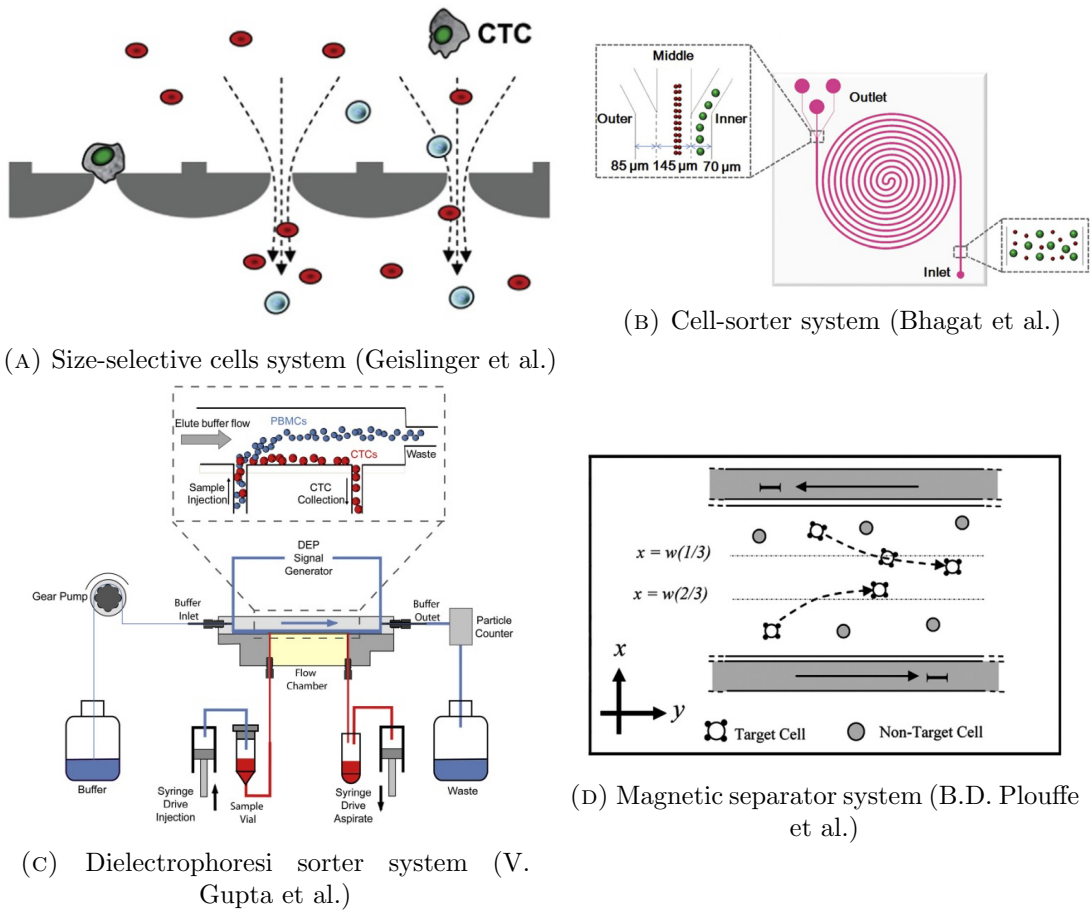 CTC
(A) Size-selective cells system (Geislinger et al.)
Middle
Outer
Inner
85 µm
145 µm
70 µm
Outlet
Inlet
(B) Cell-sorter system (Bhagat et al.)
Elute buffer flow
PBMCs
CTCs
Waste
Sample
Injection
CTC
Collection
DEP
Signal
Generator
Gear Pump
Buffer
Inlet
Buffer
Outet
Particle
Counter
Flow
Chamber
Buffer
Syringe
Drive
Injection
Sample
Vial
Syringe
Drive
Aspirate
Waste
(C) Dielectrophoresi sorter system (V.
Gupta et al.)
x = w(1/3)
x = w(2/3)
x
y
Target Cell
Non-Target Cell
I
I
(D) Magnetic separator system (B.D. Plouffe
et al.)